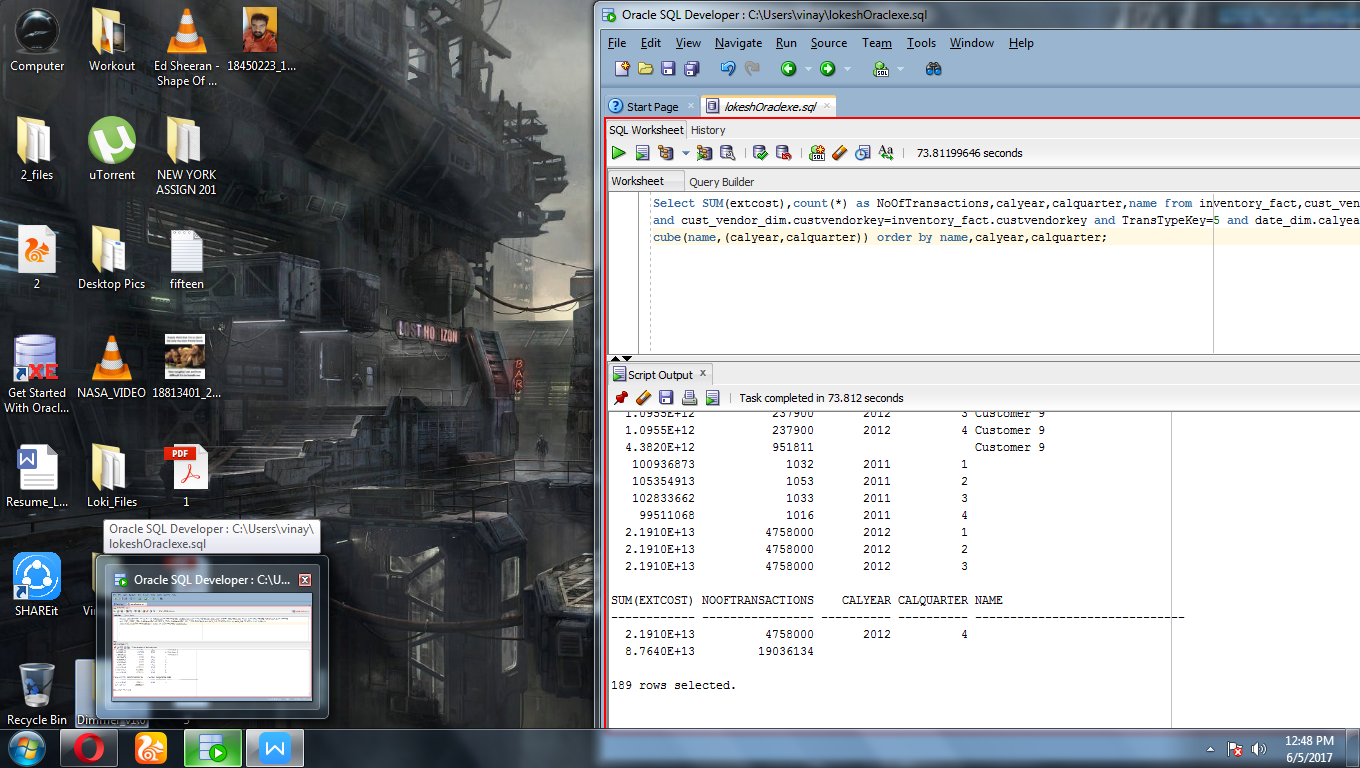 Computer
Workout
Ed Sheeran - Shape Of ...
18450223_1...
2_files
uTorrent
NEW YORK ASSIGN 201
2
Desktop Pics
fifteen
XE
Get Started With Oracl...
NASA_VIDEO
18813401_2...
LOST HORIZON
BAR
W
Resume_L...
Loki_Files
PDF
1
Oracle SQL Developer : C:\Users\vinay\
lokeshOraclexe.sql
Oracle SQL Developer : C:\U...
SHAREit
Recycle Bin
Oracle SQL Developer : C:\Users\vinay\lokeshOraclexe.sql
File Edit View Navigate Run Source Team Tools Window Help
Start Page
lokeshOraclexe.sql
SQL Worksheet History
73.81199646 seconds
Worksheet Query Builder
Select SUM(extcost),count(*) as NoOfTransactions,calyear,calquarter,name from inventory_fact,cust_ven
and cust_vendor_dim.custvendorkey=inventory_fact.custvendorkey and TransTypeKey=5 and date_dim.calyea
cube(name,(calyear,calquarter)) order by name,calyear,calquarter;
Script Output
Task completed in 73.812 seconds
1.0955E+12 237900 2012 3 Customer 9
1.0955E+12 237900 2012 4 Customer 9
4.3820E+12 951811 Customer 9
100936873 1032 2011 1
105354913 1053 2011 2
102833662 1033 2011 3
99511068 1016 2011 4
2.1910E+13 4758000 2012 1
2.1910E+13 4758000 2012 2
2.1910E+13 4758000 2012 3
SUM(EXTCOST) NOOFTRANSACTIONS CALYEAR CALQUARTER NAME
2.1910E+13 4758000 2012 4
8.7640E+13 19036134
189 rows selected.
12:48 PM
6/5/2017